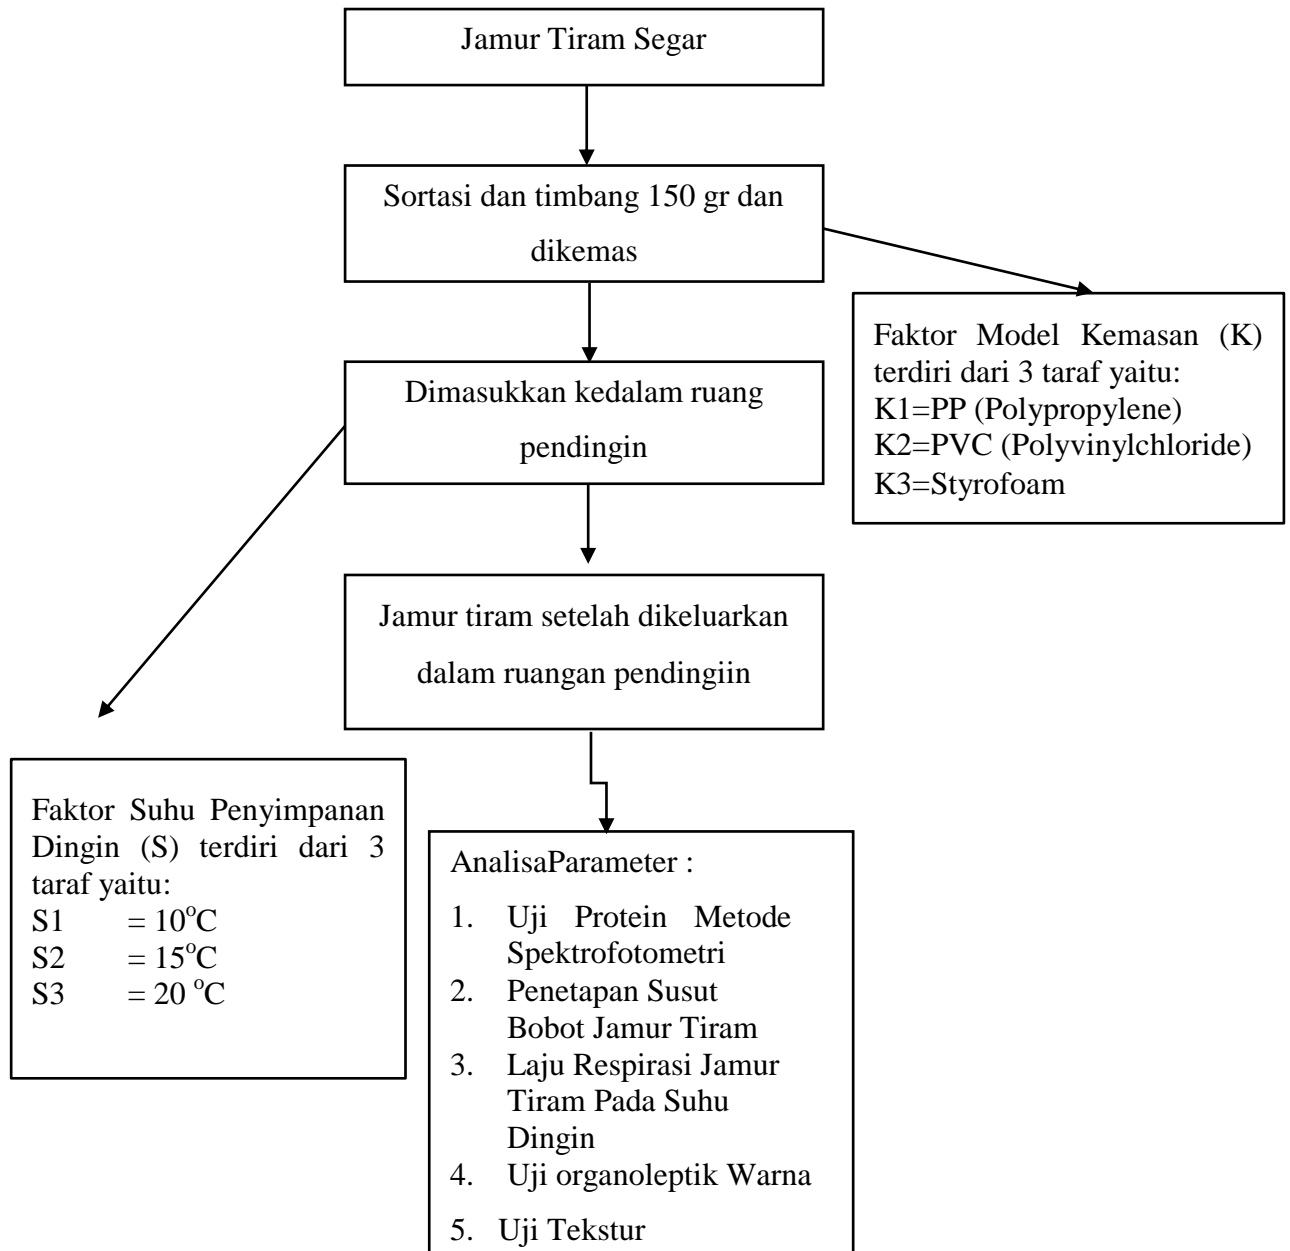 Jamur Tiram Segar
Sortasi dan timbang 150 gr dan
dikemas
Faktor Model Kemasan (K)
terdiri dari 3 taraf yaitu:
K1=PP (Polypropylene)
K2=PVC (Polyvinylchloride)
K3=Styrofoam
Dimasukkan kedalam ruang
pendingin
Jamur tiram setelah dikeluarkan
dalam ruangan pendingiin
Faktor Suhu Penyimpanan
Dingin (S) terdiri dari 3
taraf yaitu:
S1 = 10°C
S2 = 15°C
S3 = 20 °C
AnalisaParameter :
1. Uji Protein Metode
Spektrofotometri
2. Penetapan Susut
Bobot Jamur Tiram
3. Laju Respirasi Jamur
Tiram Pada Suhu
Dingin
4. Uji organoleptik Warna
5. Uji Tekstur